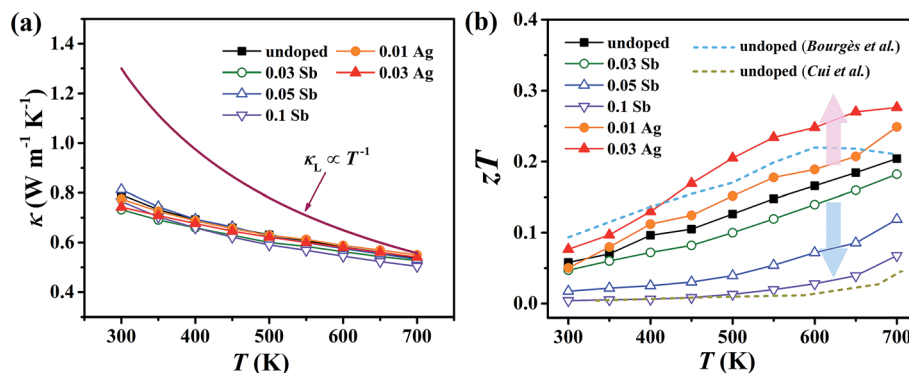 (a)
1.4
1.2
1.0
0.8
0.6
0.4
κ (W m⁻¹ K⁻¹)
undoped
0.03 Sb
0.05 Sb
0.1 Sb
0.01 Ag
0.03 Ag
κL ∝ T⁻¹
300 400 500 600 700
T (K)
(b)
0.4
0.3
0.2
0.1
0.0
zT
undoped
0.03 Sb
0.05 Sb
0.1 Sb
0.01 Ag
0.03 Ag
undoped (Bourgès et al.)
undoped (Cui et al.)
300 400 500 600 700
T (K)